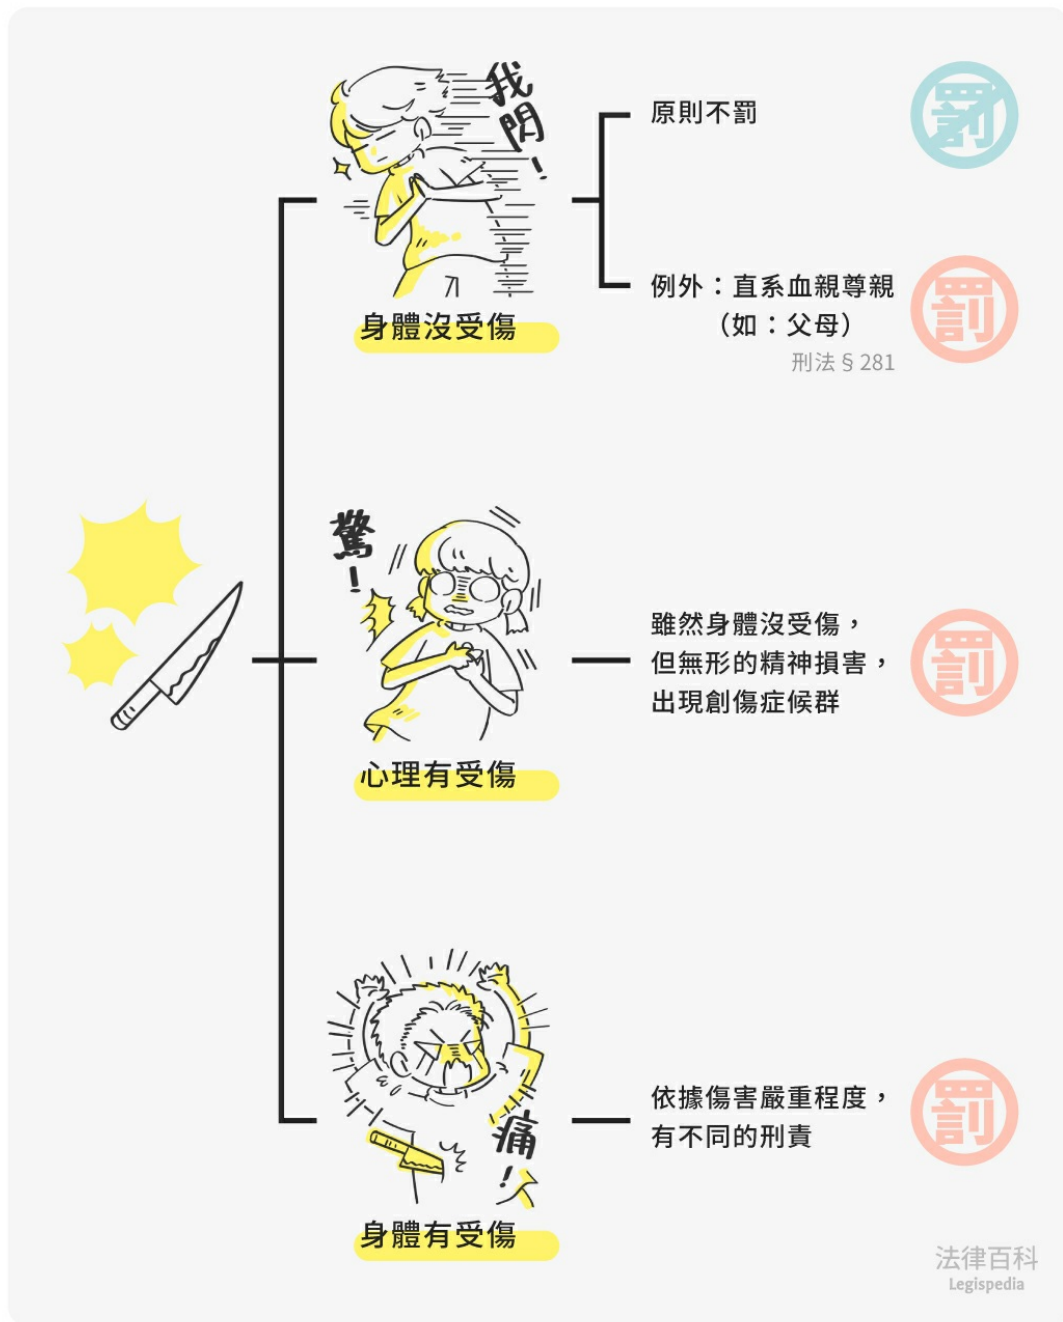 我閃！
原則不罰
罰
例外：直系血親尊親
（如：父母）
刑法§281
罰
身體沒受傷
驚！
雖然身體沒受傷，
但無形的精神損害，
出現創傷症候群
罰
心理有受傷
痛！
依據傷害嚴重程度，
有不同的刑責
罰
身體有受傷
法律百科
Legispedia